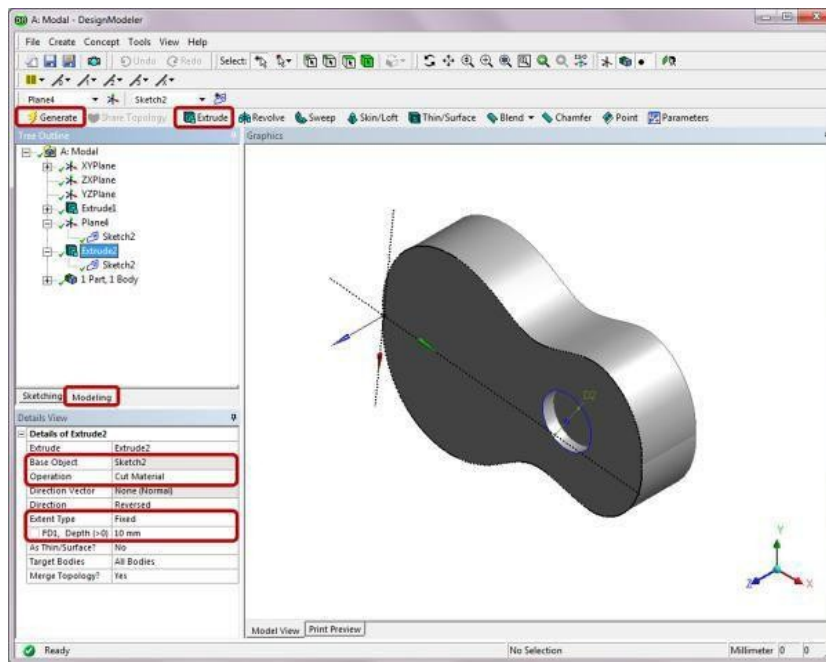 A: Modal - DesignModeler
File Create Concept Tools View Help
Undo Redo Select:
Plane4 Sketch2
Generate Share Topology Extrude Revolve Sweep Skin/Loft Thin/Surface Blend Chamfer Point Parameters
Tree Outline
Graphics
A: Modal
XYPlane
ZXPlane
YZPlane
Extrude1
Plane4
Sketch2
Extrude2
Sketch2
1 Part, 1 Body
Sketching Modeling
Details View
Details of Extrude2
Extrude Extrude2
Base Object Sketch2
Operation Cut Material
Direction Vector None (Normal)
Direction Reversed
Extent Type Fixed
FD1, Depth (>0) 10 mm
As Thin/Surface? No
Target Bodies All Bodies
Merge Topology? Yes
D2
Y
Z
X
Model View Print Preview
Ready No Selection Millimeter 0 0